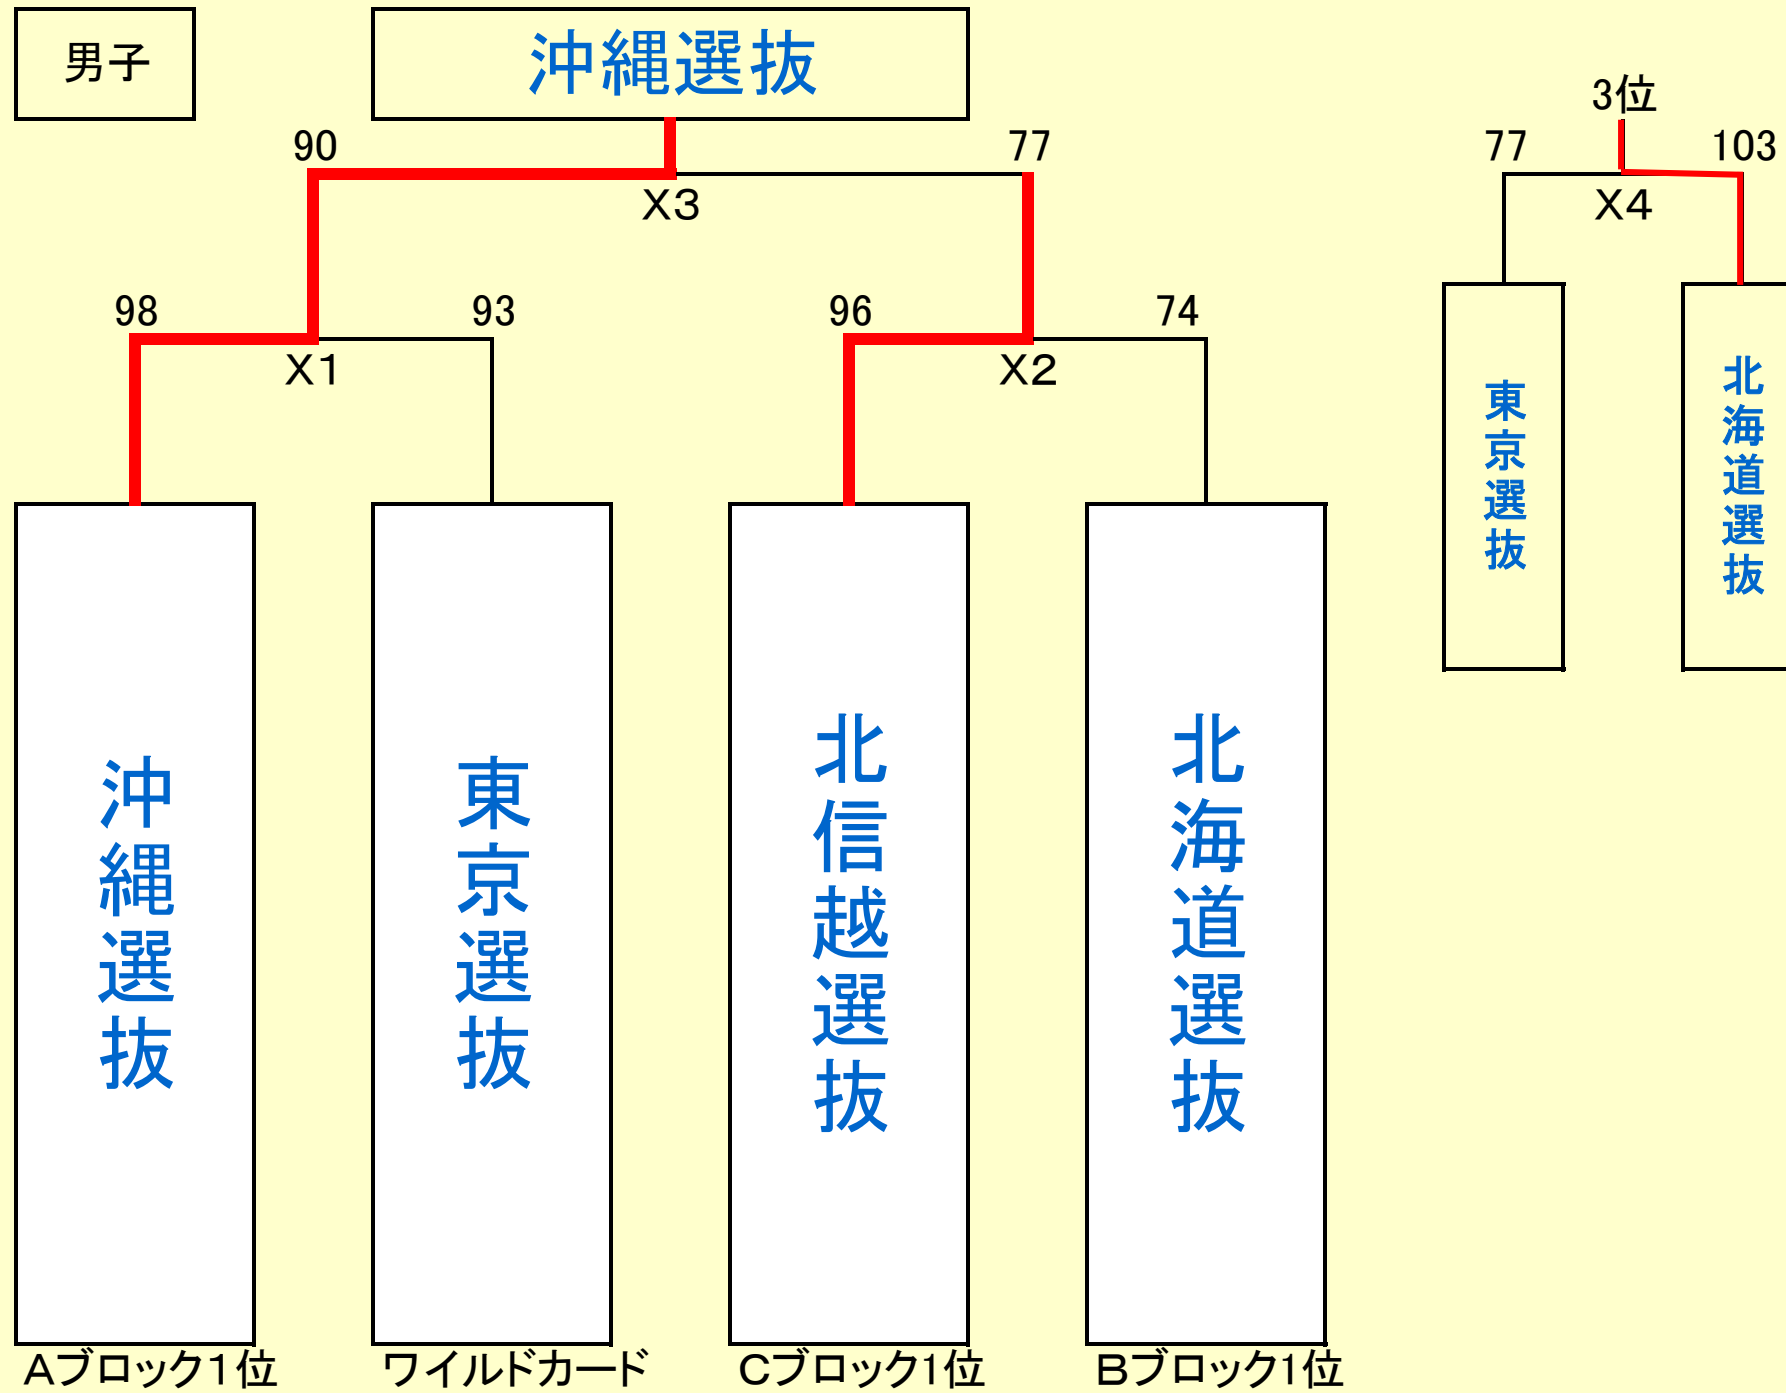 男子
沖縄選抜
3位
90
77
77
103
X3
X4
98
93
96
74
X1
X2
東京選抜
北海道選抜
沖縄選抜
東京選抜
北信越選抜
北海道選抜
Aブロック1位
ワイルドカード
Cブロック1位
Bブロック1位